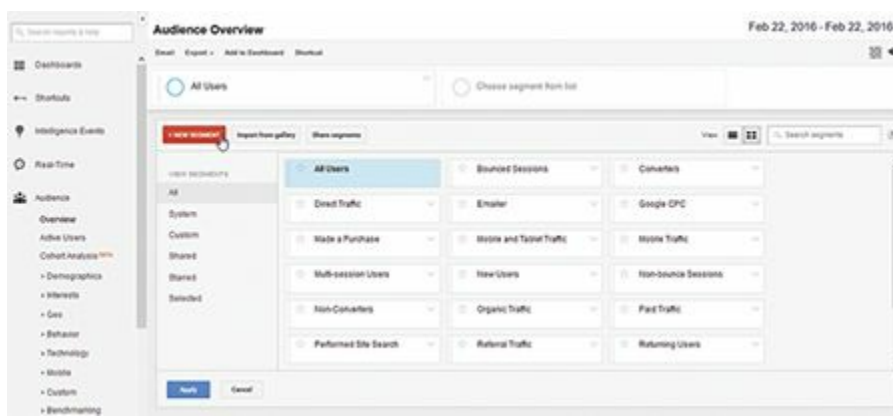 Search reports & help
Audience Overview
Feb 22, 2016 - Feb 22, 2016
Email Export Add to Dashboard Shortcut
Dashboards
Shortcuts
Intelligence Events
Real-Time
Audience
Overview
Active Users
Cohort Analysis BETA
Demographics
Interests
Geo
Behavior
Technology
Mobile
Custom
Benchmarking
All Users
Choose segment from list
+ NEW SEGMENT
Import from gallery
Share segments
View
Search segments
VIEW SEGMENTS
All
System
Custom
Shared
Starred
Selected
All Users Bounced Sessions Converters
Direct Traffic Emailer Google CPC
Made a Purchase Mobile and Tablet Traffic Mobile Traffic
Multi-session Users New Users Non-bounce Sessions
Non-Converters Organic Traffic Paid Traffic
Performed Site Search Referral Traffic Returning Users
Apply Cancel